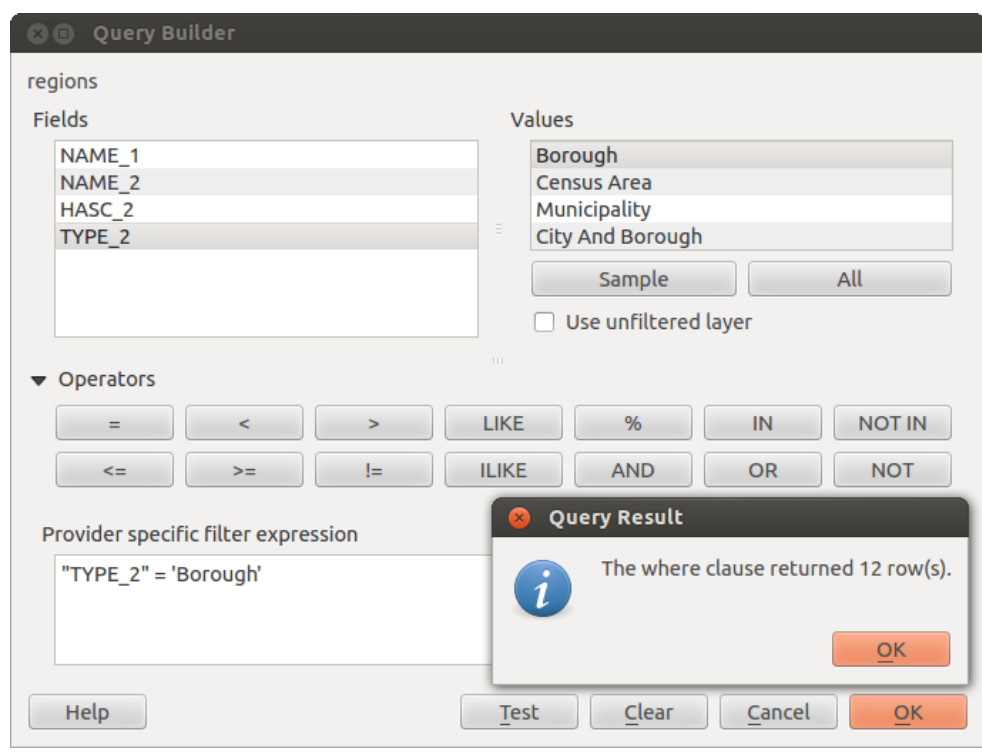 Query Builder
regions
Fields
Values
NAME_1
NAME_2
HASC_2
TYPE_2
Borough
Census Area
Municipality
City And Borough
Sample
All
Use unfiltered layer
Operators
=
<
>
LIKE
%
IN
NOT IN
<=
>=
!=
ILIKE
AND
OR
NOT
Provider specific filter expression
"TYPE_2" = 'Borough'
Query Result
The where clause returned 12 row(s).
OK
Help
Test
Clear
Cancel
OK